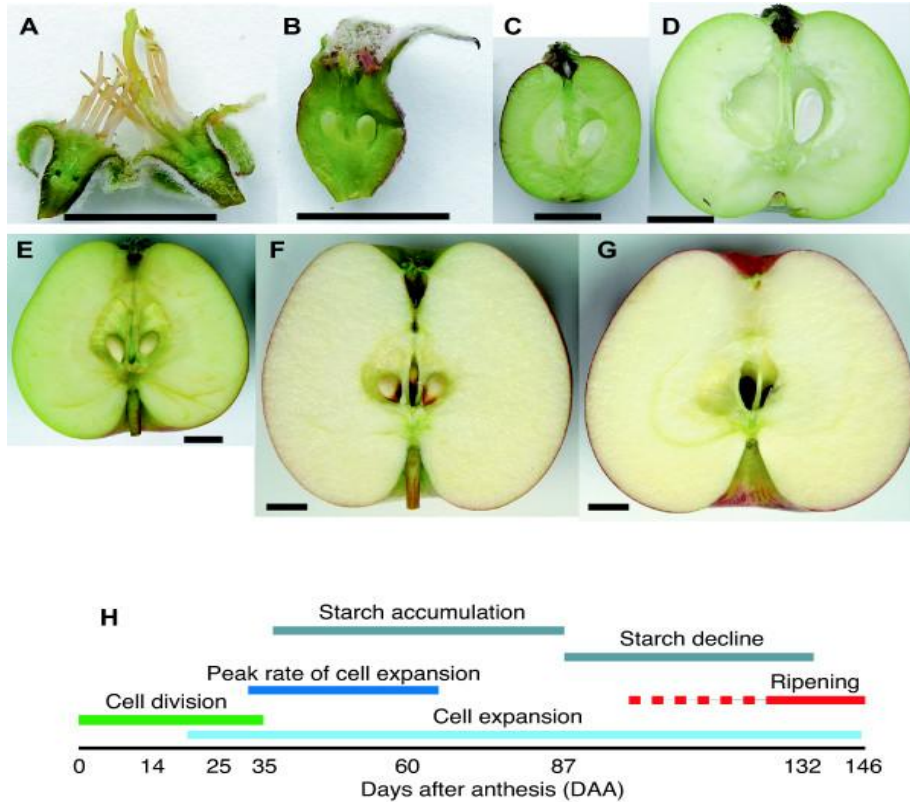 A
B
C
D
E
F
G
H
Starch accumulation
Starch decline
Peak rate of cell expansion
Ripening
Cell division
Cell expansion
0 14 25 35 60 87 132 146
Days after anthesis (DAA)